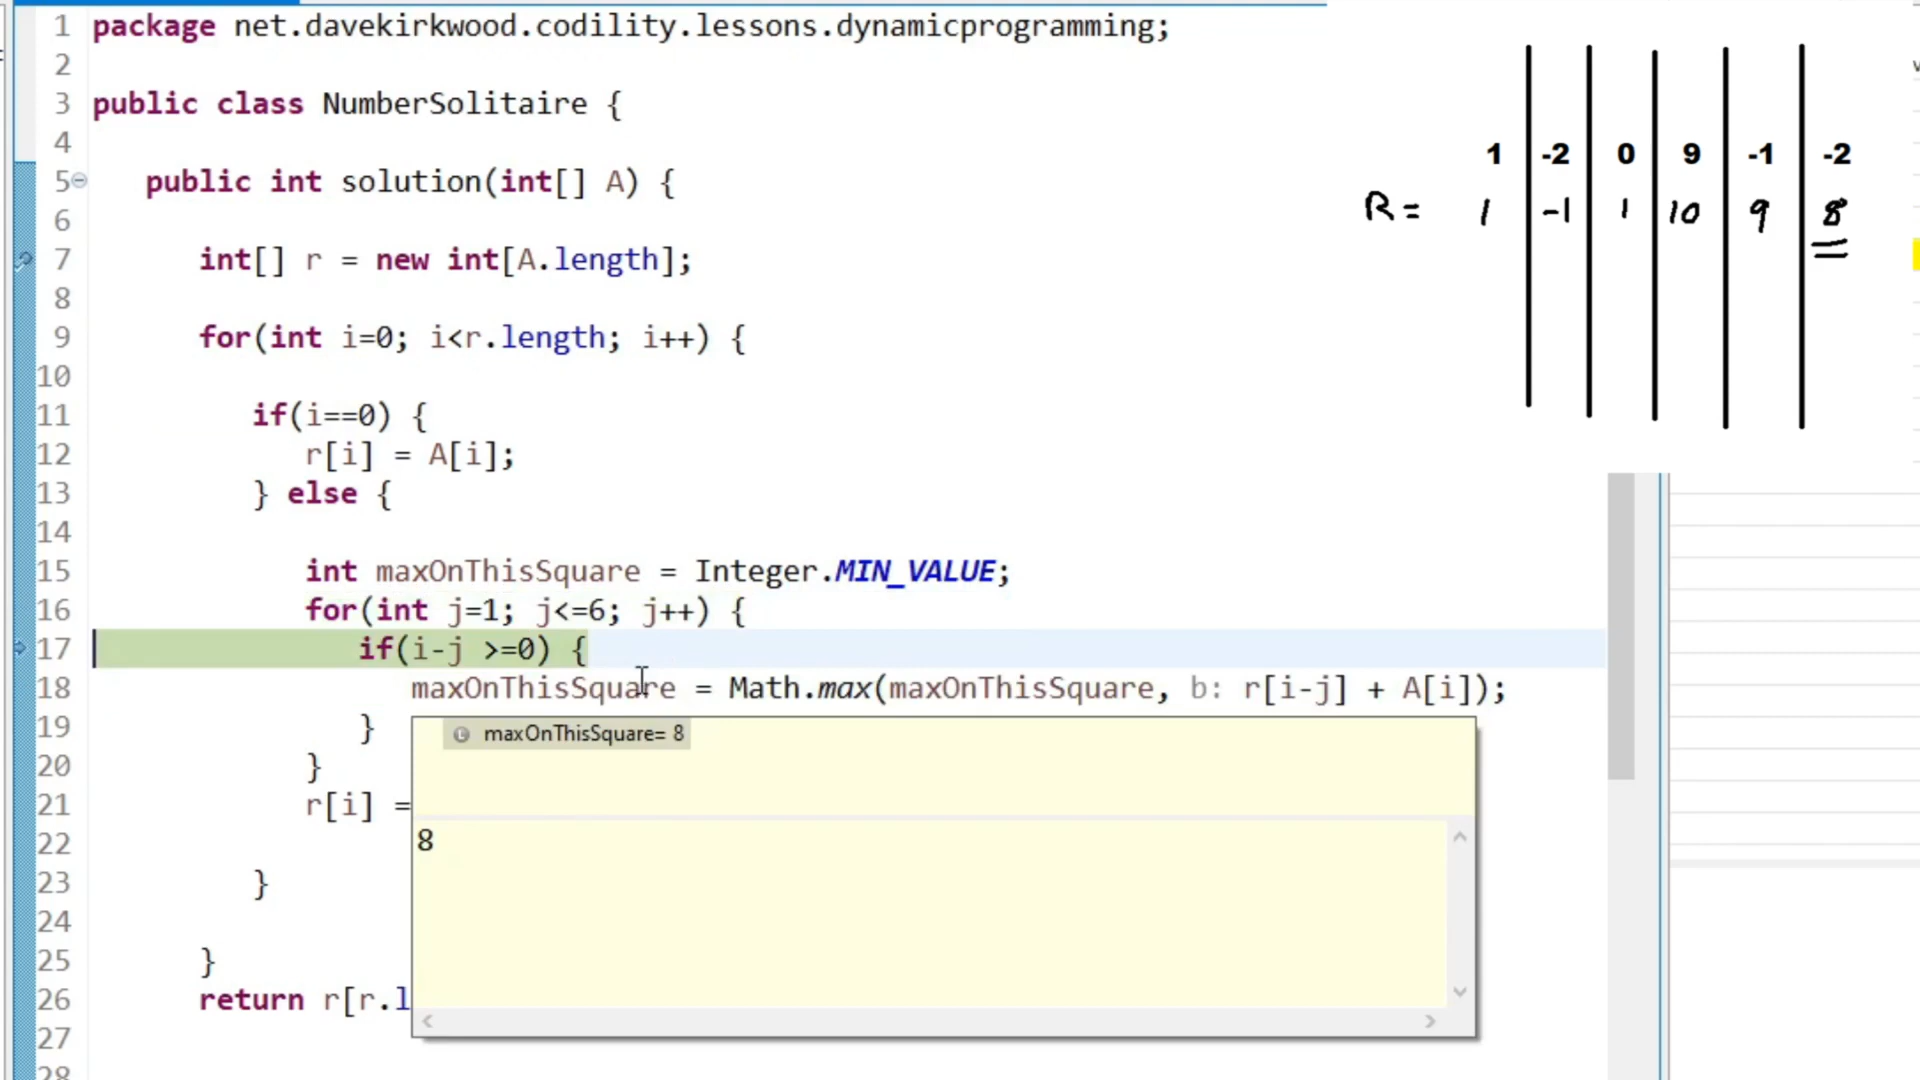 1 package net.davekirkwood.codility.lessons.dynamicprogramming;
2
3 public class NumberSolitaire {
4
5 public int solution(int[] A) {
6
7 int[] r = new int[A.length];
8
9 for(int i=0; i<r.length; i++) {
10
11 if(i==0) {
12 r[i] = A[i];
13 } else {
14
15 int maxOnThisSquare = Integer.MIN_VALUE;
16 for(int j=1; j<=6; j++) {
17 if(i-j >=0) {
18 maxOnThisSquare = Math.max(maxOnThisSquare, b: r[i-j] + A[i]);
19 }
20 }
21 r[i] =
22
23 }
24
25 }
26 return r[r.l
27
28
maxOnThisSquare= 8
8
1 -2 0 9 -1 -2
R= 1 -1 1 10 9 8